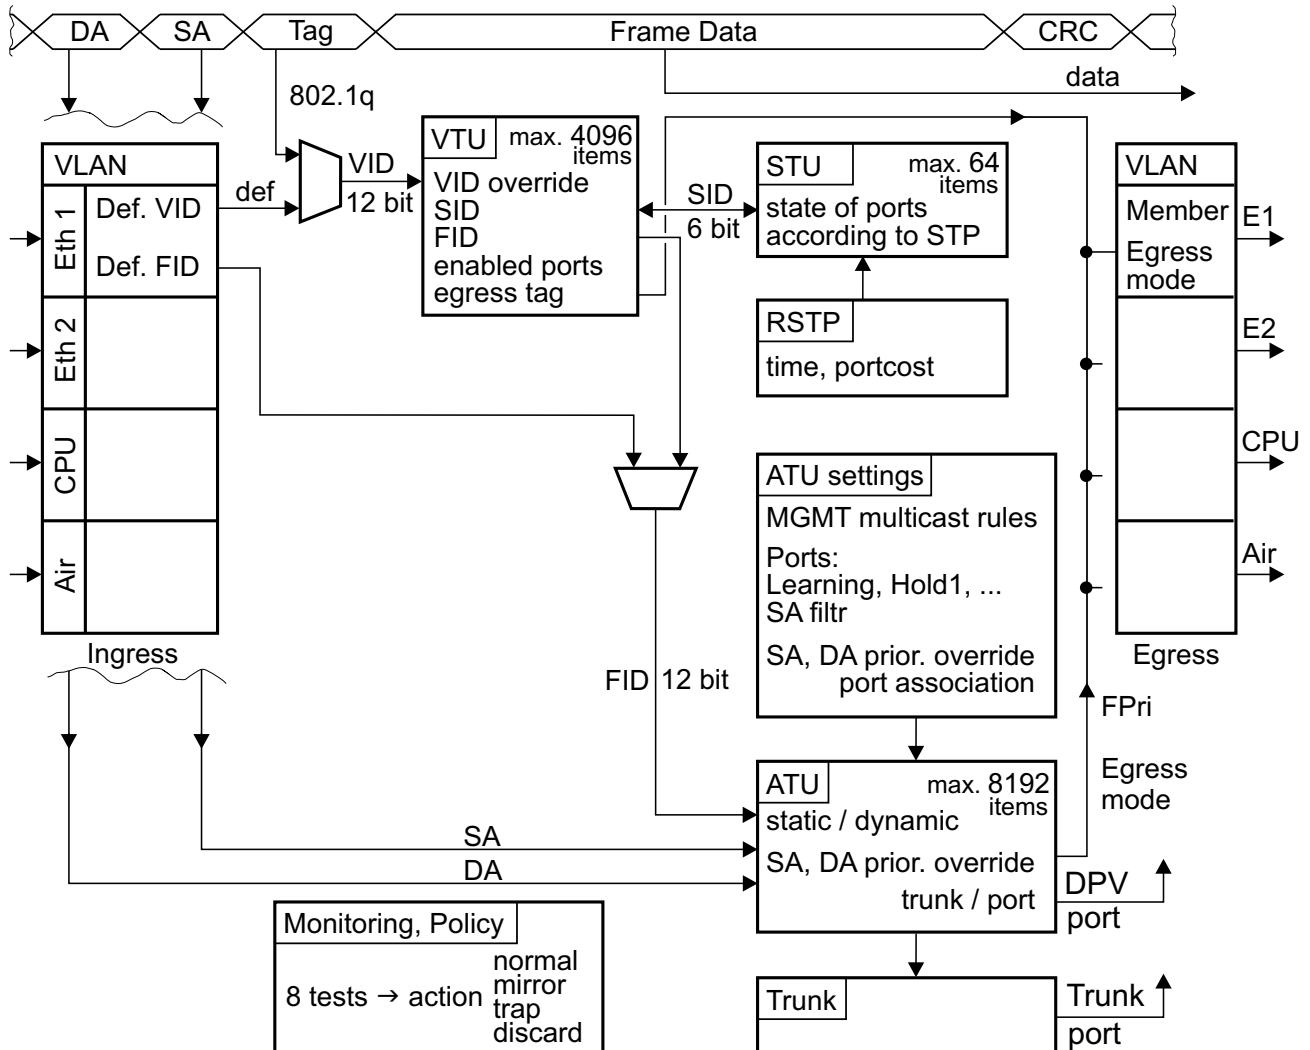 DA
SA
Tag
Frame Data
CRC
802.1q
data
VLAN
Eth 1
Def. VID
Def. FID
Eth 2
CPU
Air
Ingress
def
VID
12 bit
VTU
max. 4096
items
VID override
SID
FID
enabled ports
egress tag
SID
6 bit
STU
max. 64
items
state of ports
according to STP
RSTP
time, portcost
VLAN
Member
Egress
mode
E1
E2
CPU
Air
Egress
ATU settings
MGMT multicast rules
Ports:
Learning, Hold1, ...
SA filtr
SA, DA prior. override
port association
FID
12 bit
FPri
Egress
mode
ATU
max. 8192
items
static / dynamic
SA, DA prior. override
trunk / port
SA
DA
DPV
port
Monitoring, Policy
8 tests → action
normal
mirror
trap
discard
Trunk
Trunk
port